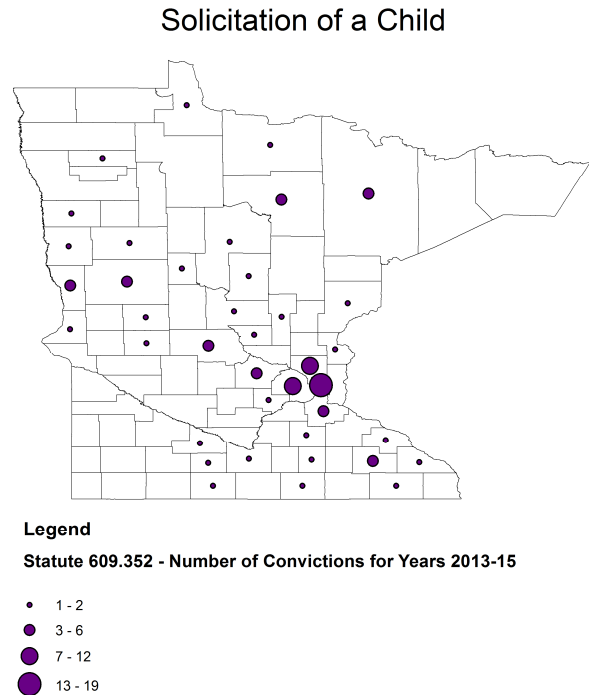 Solicitation of a Child
Legend
Statute 609.352 - Number of Convictions for Years 2013-15
1 - 2
3 - 6
7 - 12
13 - 19